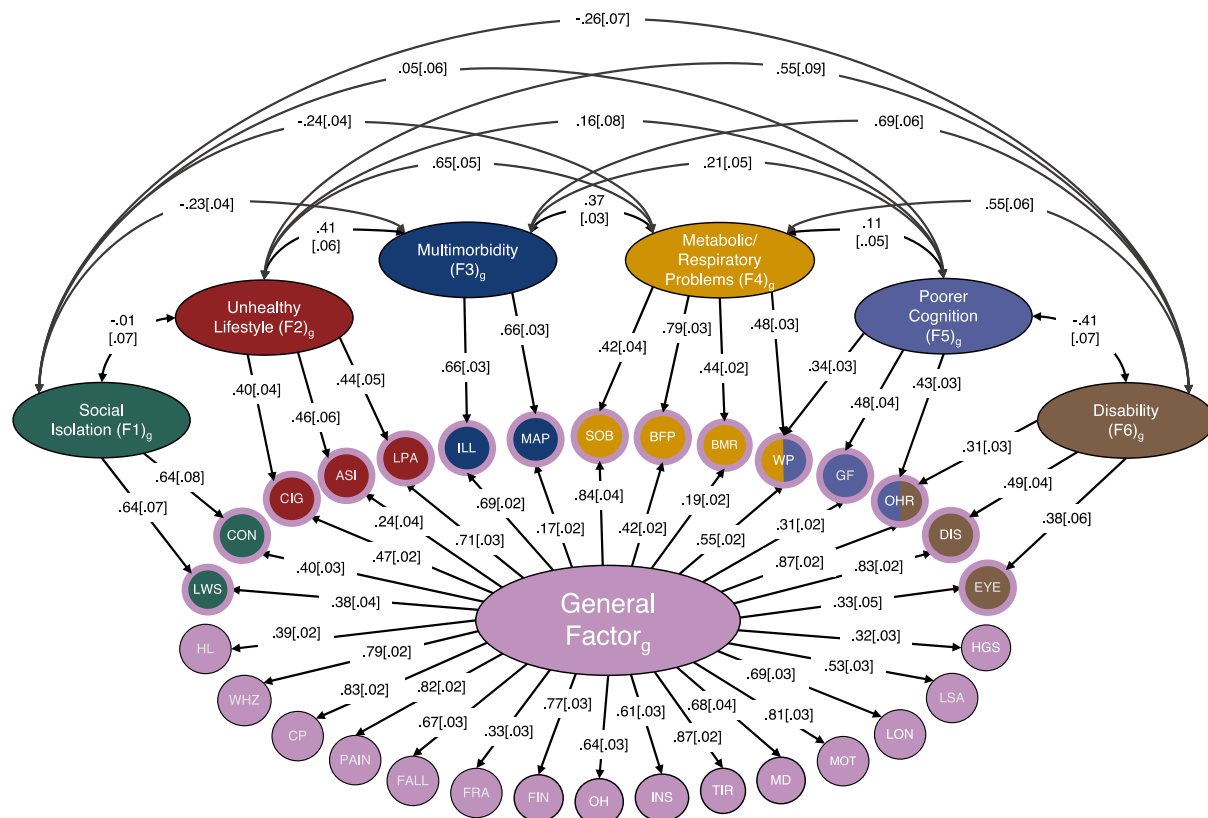 -.26[.07]
.05[.06]
.55[.09]
-.24[.04]
.16[.08]
.69[.06]
.65[.05]
.21[.05]
-.23[.04]
.37
[.03]
.55[.06]
.41
[.06]
.11
[.05]
Multimorbidity
(F3)g
Metabolic/
Respiratory
Problems (F4)g
Unhealthy
Lifestyle (F2)g
Poorer
Cognition
(F5)g
-.01
[.07]
-.41
[.07]
Social
Isolation (F1)g
Disability
(F6)g
.40[.04]
.46[.06]
.44[.05]
.66[.03]
.66[.03]
.42[.04]
.79[.03]
.44[.02]
.48[.03]
.34[.03]
.48[.04]
.43[.03]
.31[.03]
.49[.04]
.38[.06]
.64[.08]
.64[.07]
LWS
CON
CIG
ASI
LPA
ILL
MAP
SOB
BFP
BMR
WP
GF
OHR
DIS
EYE
.38[.04]
.40[.03]
.47[.02]
.24[.04]
.71[.03]
.69[.02]
.17[.02]
.84[.04]
.42[.02]
.19[.02]
.55[.02]
.31[.02]
.87[.02]
.83[.02]
.33[.05]
General
Factorg
.39[.02]
.79[.02]
.83[.02]
.82[.02]
.67[.03]
.33[.03]
.77[.03]
.64[.03]
.61[.03]
.87[.02]
.68[.04]
.81[.03]
.69[.03]
.53[.03]
.32[.03]
HL
WHZ
CP
PAIN
FALL
FRA
FIN
OH
INS
TIR
MD
MOT
LON
LSA
HGS